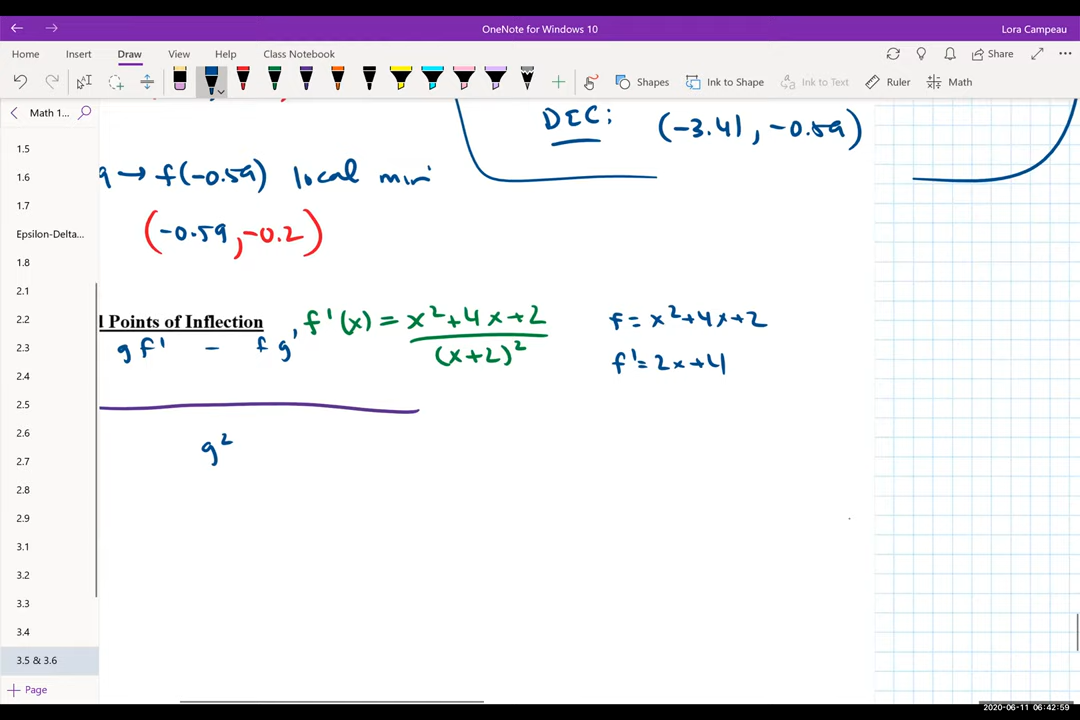 OneNote for Windows 10
Lora Campeau
Home Insert Draw View Help Class Notebook
Share
Shapes Ink to Shape Ink to Text Ruler Math
Math 1...
1.5
1.6
1.7
Epsilon-Delta...
1.8
2.1
2.2
2.3
2.4
2.5
2.6
2.7
2.8
2.9
3.1
3.2
3.3
3.4
3.5 & 3.6
+ Page
DEC: (-3.41, -0.59)
9 → f(-0.59) local min
(-0.59, -0.2)
l Points of Inflection
f'(x) = x²+4x+2
(x+2)²
gf' - fg'
g²
f = x²+4x+2
f' = 2x+4
2020-06-11 06:42:59